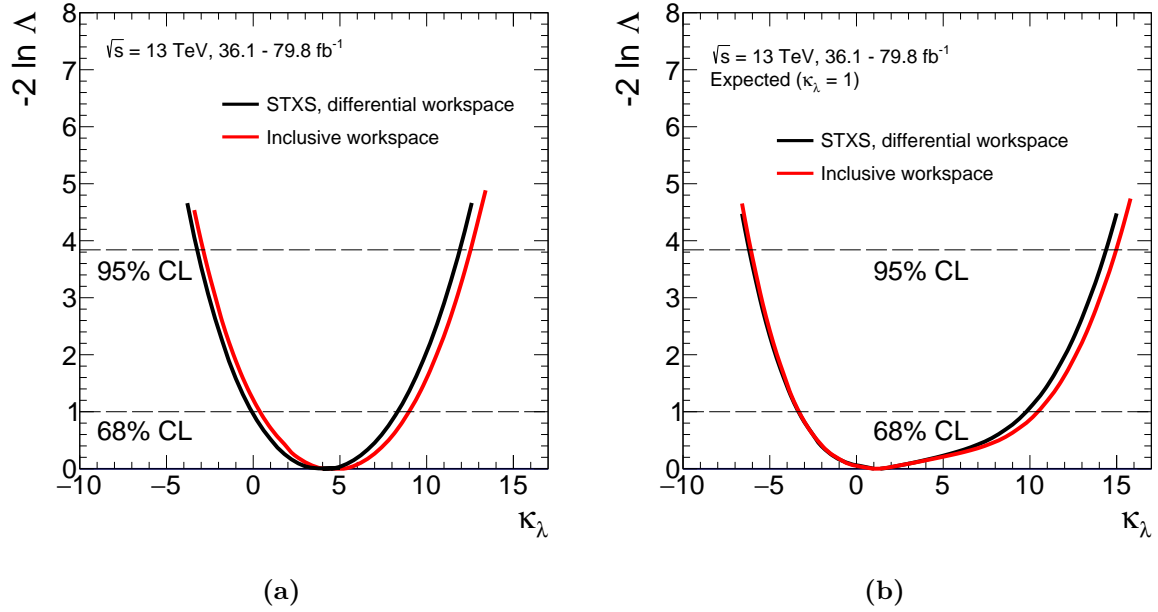 -2 ln Λ
8
7
6
5
4
3
2
1
0
√s = 13 TeV, 36.1 - 79.8 fb⁻¹
STXS, differential workspace
Inclusive workspace
95% CL
68% CL
−10 −5 0 5 10 15
κλ
(a)
-2 ln Λ
8
7
6
5
4
3
2
1
0
√s = 13 TeV, 36.1 - 79.8 fb⁻¹
Expected (κλ = 1)
STXS, differential workspace
Inclusive workspace
95% CL
68% CL
−10 −5 0 5 10 15
κλ
(b)